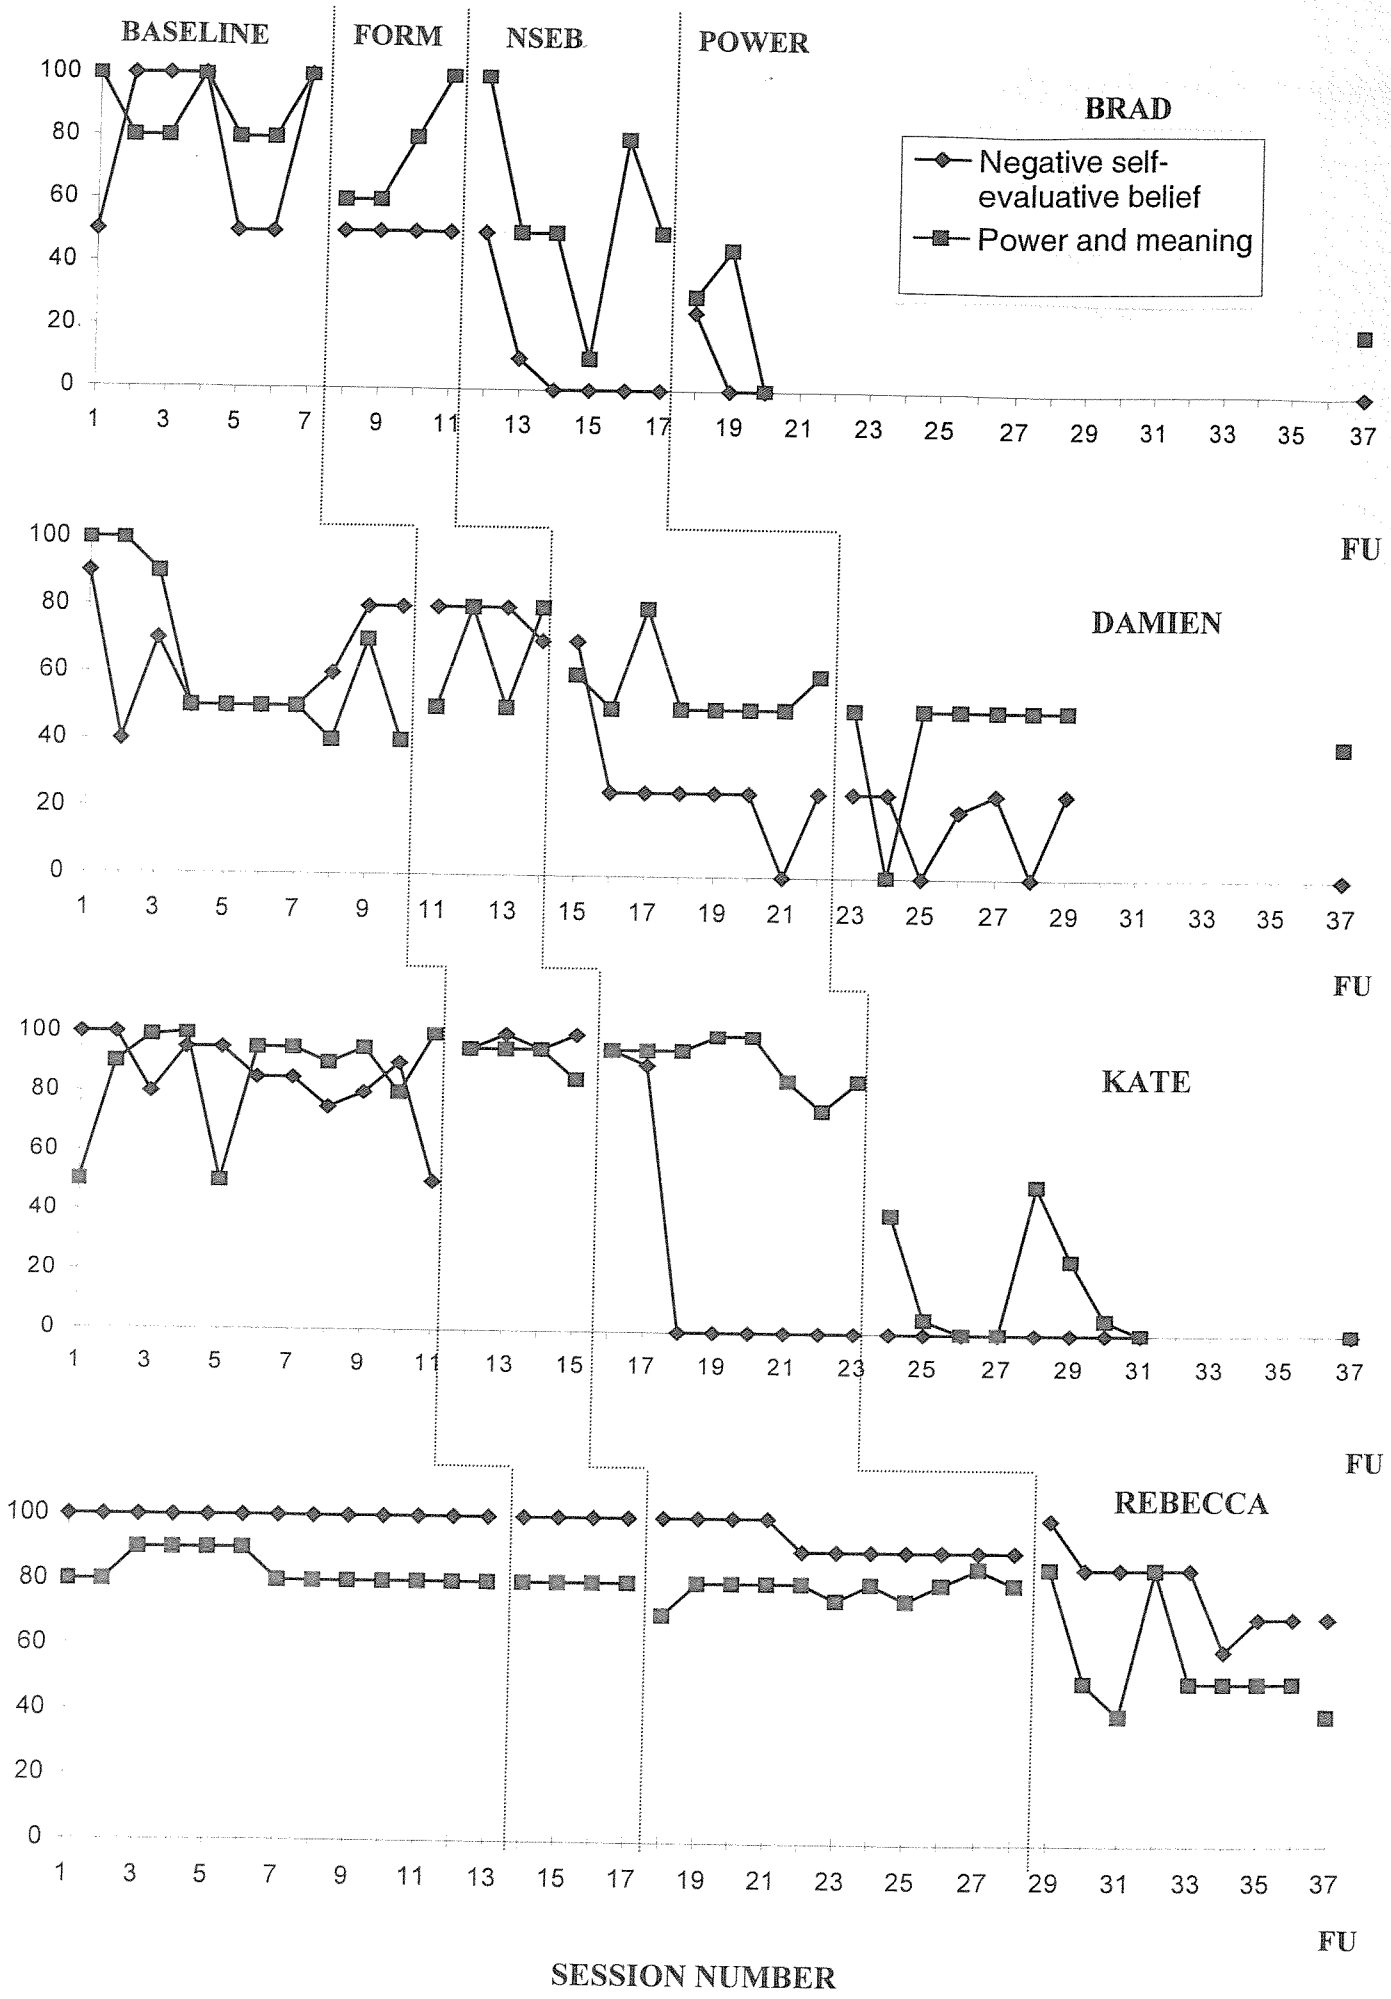 BASELINE FORM NSEB POWER
BRAD
Negative self-
evaluative belief
Power and meaning
100
80
60
40
20
0
1 3 5 7 9 11 13 15 17 19 21 23 25 27 29 31 33 35 37
FU
DAMIEN
100
80
60
40
20
0
1 3 5 7 9 11 13 15 17 19 21 23 25 27 29 31 33 35 37
FU
KATE
100
80
60
40
20
0
1 3 5 7 9 11 13 15 17 19 21 23 25 27 29 31 33 35 37
FU
REBECCA
100
80
60
40
20
0
1 3 5 7 9 11 13 15 17 19 21 23 25 27 29 31 33 35 37
FU
SESSION NUMBER